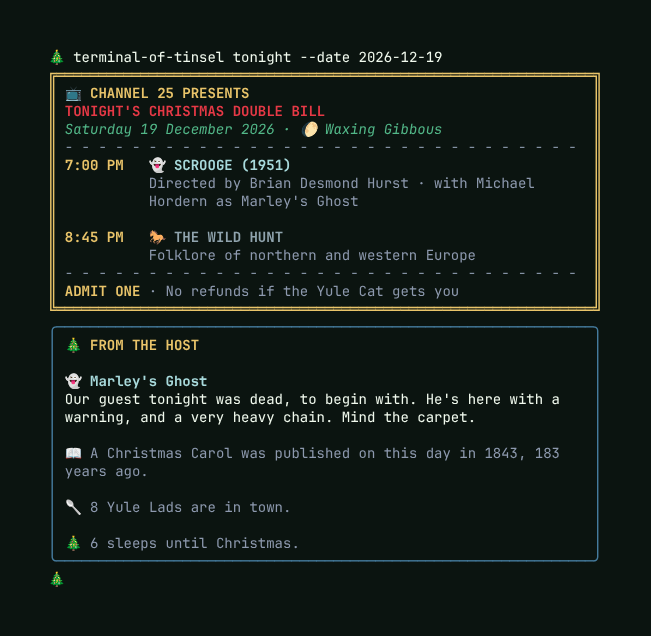 🎄 terminal-of-tinsel tonight --date 2026-12-19
📺 CHANNEL 25 PRESENTS
TONIGHT'S CHRISTMAS DOUBLE BILL
Saturday 19 December 2026 · 🌔 Waxing Gibbous
- - - - - - - - - - - - - - - - - - - - - - - - - - - - - - -
7:00 PM 👻 SCROOGE (1951)
Directed by Brian Desmond Hurst · with Michael
Hordern as Marley's Ghost
8:45 PM 🐎 THE WILD HUNT
Folklore of northern and western Europe
- - - - - - - - - - - - - - - - - - - - - - - - - - - - - - -
ADMIT ONE · No refunds if the Yule Cat gets you
🎄 FROM THE HOST
👻 Marley's Ghost
Our guest tonight was dead, to begin with. He's here with a
warning, and a very heavy chain. Mind the carpet.
📖 A Christmas Carol was published on this day in 1843, 183
years ago.
🥄 8 Yule Lads are in town.
🎄 6 sleeps until Christmas.
🎄